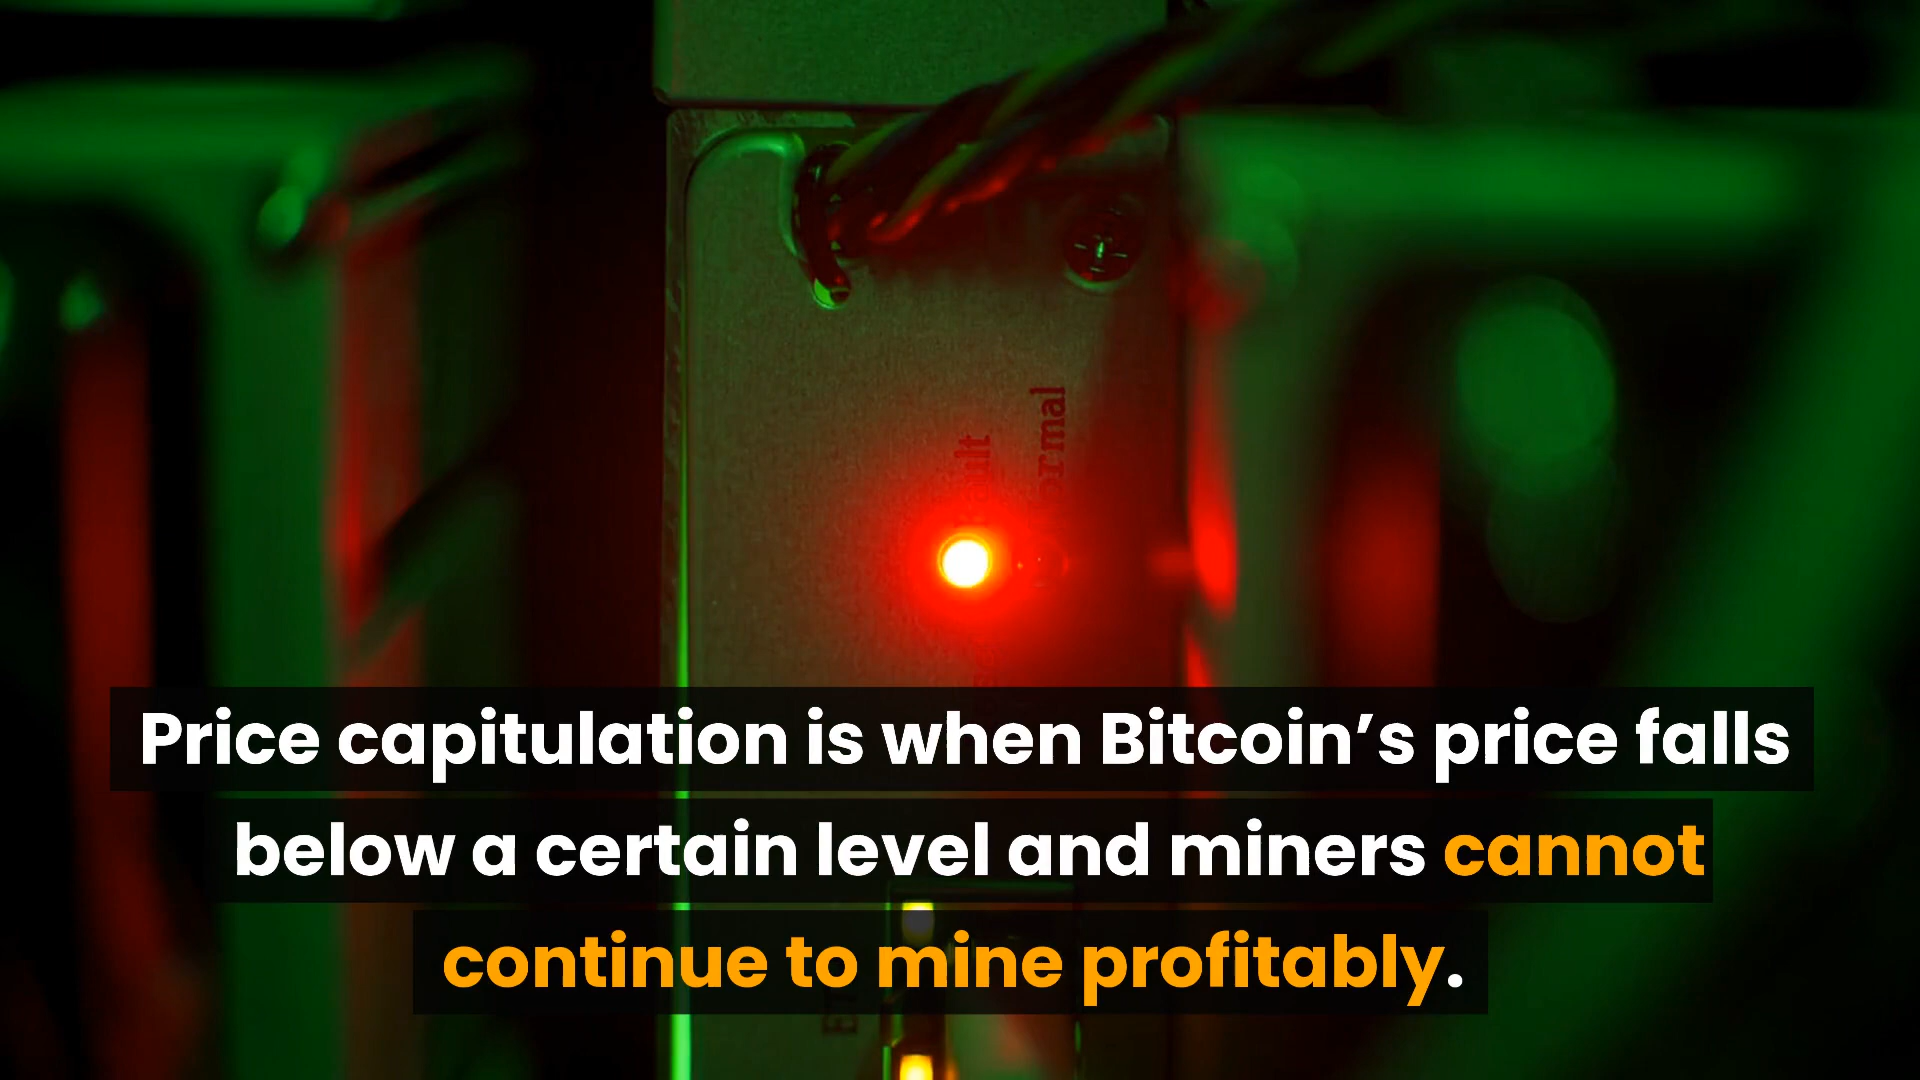 Price capitulation is when Bitcoin’s price falls
below a certain level and miners cannot
continue to mine profitably.